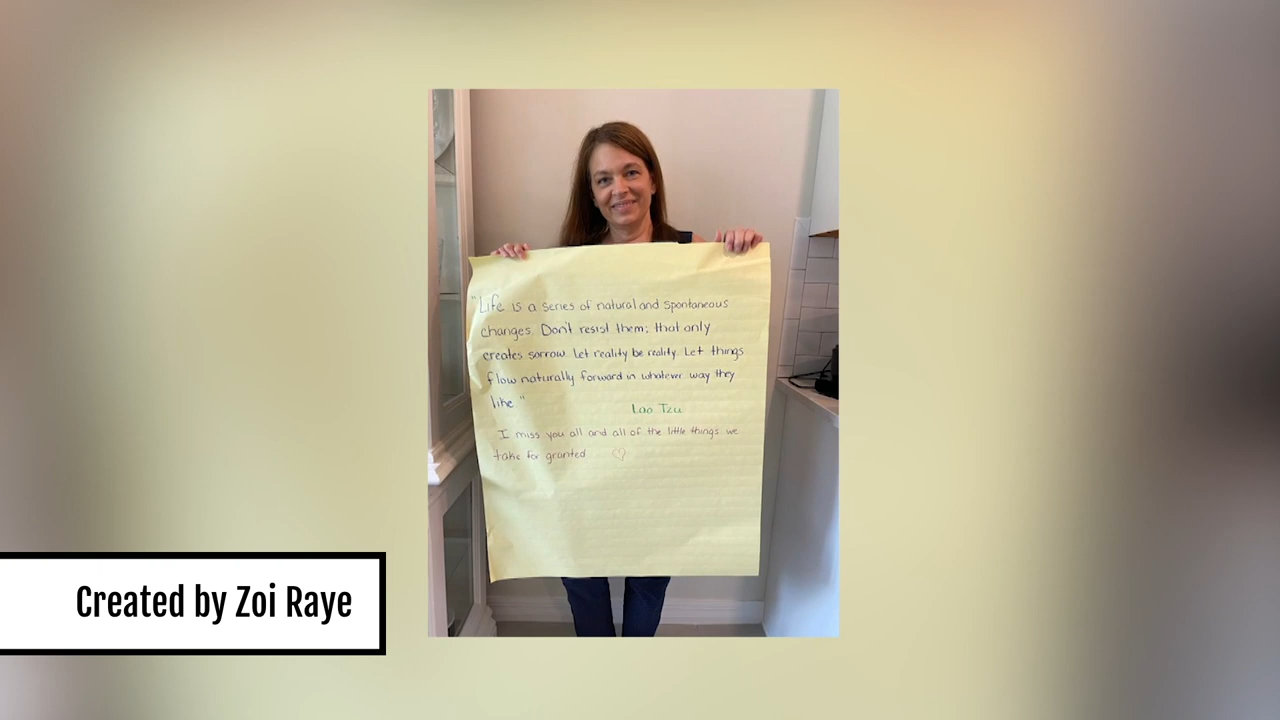 "Life is a series of natural and spontaneous
changes. Don't resist them; that only
creates sorrow. Let reality be reality. Let things
flow naturally forward in whatever way they
like."
Lao Tzu
I miss you all and all of the little things we
take for granted ♡
Created by Zoi Raye